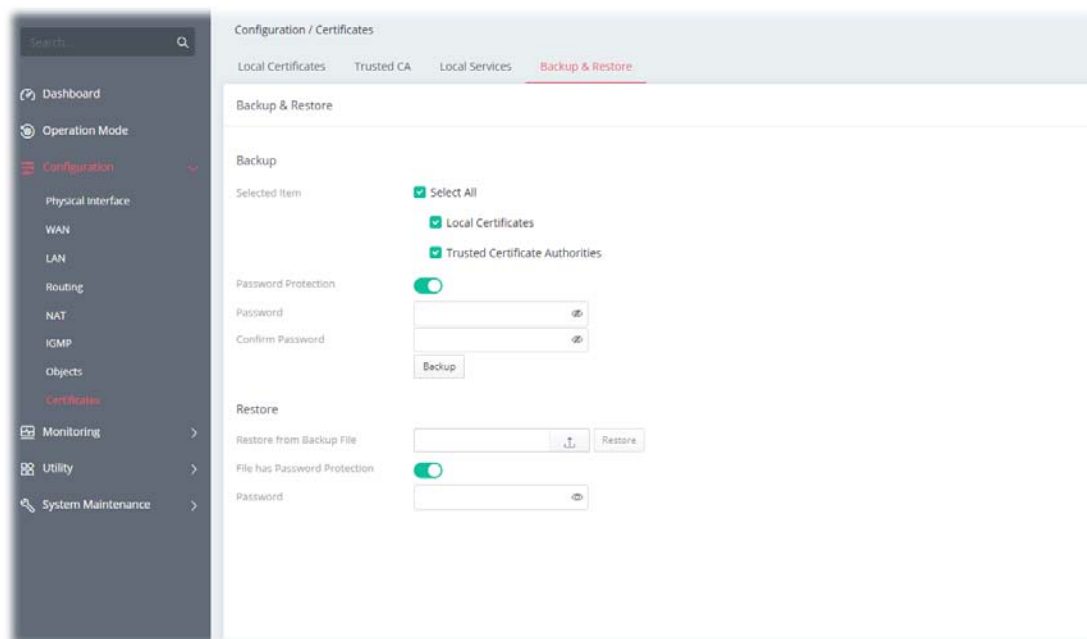 Search...
Dashboard
Operation Mode
Configuration
Physical Interface
WAN
LAN
Routing
NAT
IGMP
Objects
Certificates
Monitoring
Utility
System Maintenance
Configuration / Certificates
Local Certificates Trusted CA Local Services Backup & Restore
Backup & Restore
Backup
Selected Item Select All
Local Certificates
Trusted Certificate Authorities
Password Protection
Password
Confirm Password
Backup
Restore
Restore from Backup File Restore
File has Password Protection
Password